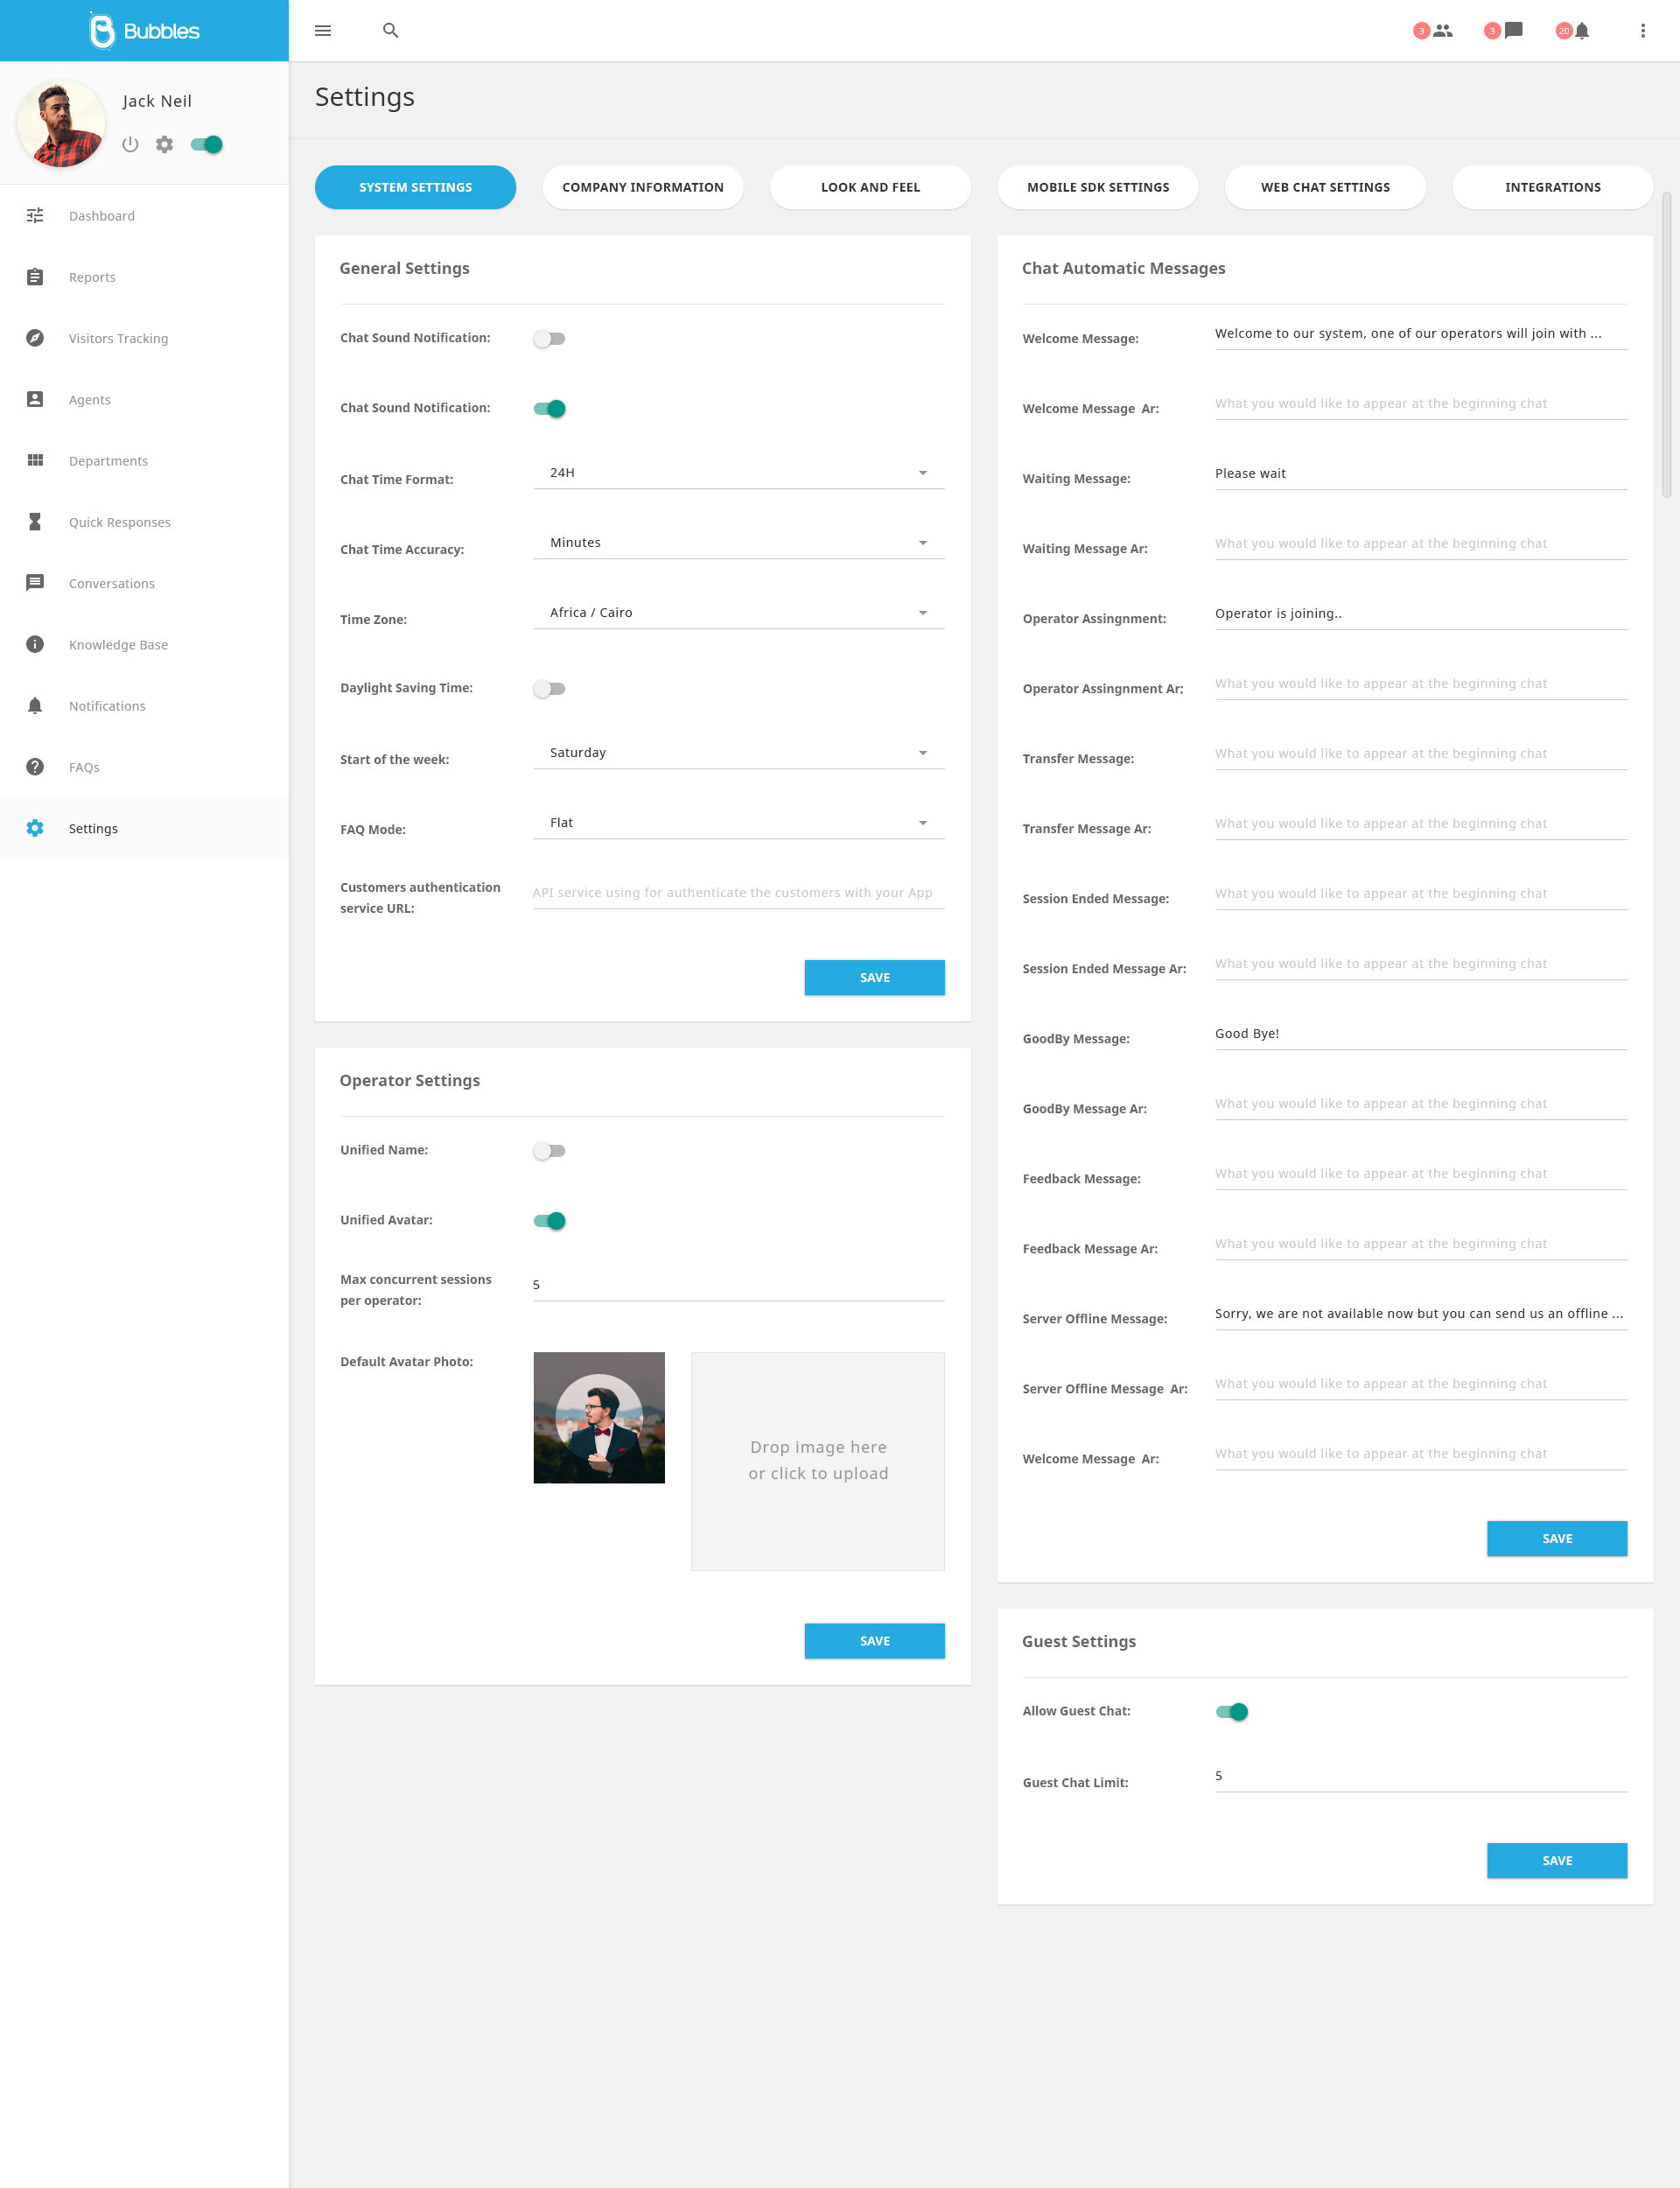 Bubbles
3
3
20
Jack Neil
Dashboard
Reports
Visitors Tracking
Agents
Departments
Quick Responses
Conversations
Knowledge Base
Notifications
FAQs
Settings
Settings
SYSTEM SETTINGS
COMPANY INFORMATION
LOOK AND FEEL
MOBILE SDK SETTINGS
WEB CHAT SETTINGS
INTEGRATIONS
General Settings
Chat Sound Notification:
Chat Sound Notification:
Chat Time Format: 24H
Chat Time Accuracy: Minutes
Time Zone: Africa / Cairo
Daylight Saving Time:
Start of the week: Saturday
FAQ Mode: Flat
Customers authentication
service URL:
API service using for authenticate the customers with your App
SAVE
Operator Settings
Unified Name:
Unified Avatar:
Max concurrent sessions
per operator:
5
Default Avatar Photo:
Drop image here
or click to upload
SAVE
Chat Automatic Messages
Welcome Message: Welcome to our system, one of our operators will join with ...
Welcome Message  Ar: What you would like to appear at the beginning chat
Waiting Message: Please wait
Waiting Message Ar: What you would like to appear at the beginning chat
Operator Assingnment: Operator is joining..
Operator Assingnment Ar; What you would like to appear at the beginning chat
Transfer Message: What you would like to appear at the beginning chat
Transfer Message Ar: What you would like to appear at the beginning chat
Session Ended Message: What you would like to appear at the beginning chat
Session Ended Message Ar: What you would like to appear at the beginning chat
GoodBy Message: Good Bye!
GoodBy Message Ar: What you would like to appear at the beginning chat
Feedback Message: What you would like to appear at the beginning chat
Feedback Message Ar: What you would like to appear at the beginning chat
Server Offline Message: Sorry, we are not available now but you can send us an offline ...
Server Offline Message  Ar: What you would like to appear at the beginning chat
Welcome Message  Ar: What you would like to appear at the beginning chat
SAVE
Guest Settings
Allow Guest Chat:
Guest Chat Limit: 5
SAVE